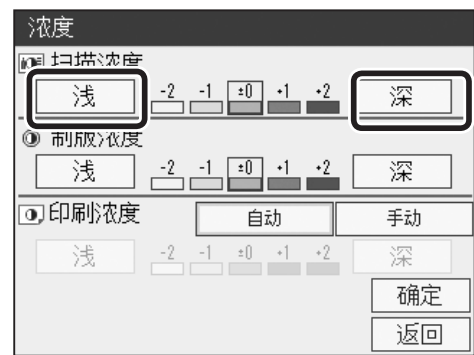 浓度
扫描浓度
浅 -2 -1 ±0 +1 +2 深
制版浓度
浅 -2 -1 ±0 +1 +2 深
印刷浓度 自动 手动
浅 -2 -1 ±0 +1 +2 深
确定
返回